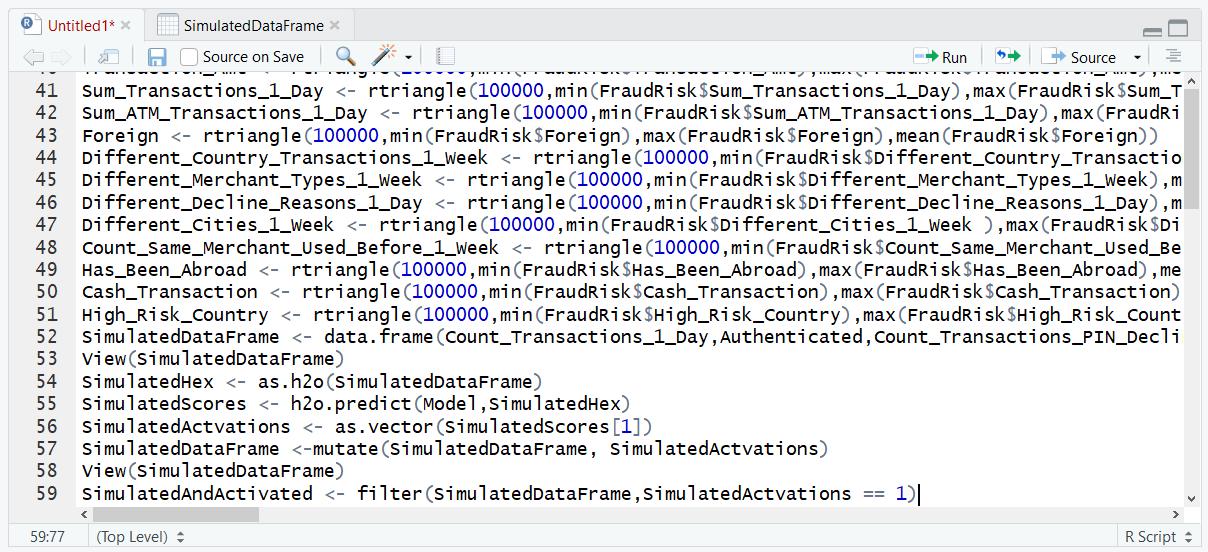 Untitled1*
SimulatedDataFrame
Source on Save
Run
Source
41 Sum_Transactions_1_Day <- rtriangle(100000,min(FraudRisk$Sum_Transactions_1_Day),max(FraudRisk$Sum_T
42 Sum_ATM_Transactions_1_Day <- rtriangle(100000,min(FraudRisk$Sum_ATM_Transactions_1_Day),max(FraudRi
43 Foreign <- rtriangle(100000,min(FraudRisk$Foreign),max(FraudRisk$Foreign),mean(FraudRisk$Foreign))
44 Different_Country_Transactions_1_Week <- rtriangle(100000,min(FraudRisk$Different_Country_Transactio
45 Different_Merchant_Types_1_Week <- rtriangle(100000,min(FraudRisk$Different_Merchant_Types_1_Week),m
46 Different_Decline_Reasons_1_Day <- rtriangle(100000,min(FraudRisk$Different_Decline_Reasons_1_Day),m
47 Different_Cities_1_Week <- rtriangle(100000,min(FraudRisk$Different_Cities_1_Week ),max(FraudRisk$Di
48 Count_Same_Merchant_Used_Before_1_Week <- rtriangle(100000,min(FraudRisk$Count_Same_Merchant_Used_Be
49 Has_Been_Abroad <- rtriangle(100000,min(FraudRisk$Has_Been_Abroad),max(FraudRisk$Has_Been_Abroad),me
50 Cash_Transaction <- rtriangle(100000,min(FraudRisk$Cash_Transaction),max(FraudRisk$Cash_Transaction)
51 High_Risk_Country <- rtriangle(100000,min(FraudRisk$High_Risk_Country),max(FraudRisk$High_Risk_Count
52 SimulatedDataFrame <- data.frame(Count_Transactions_1_Day,Authenticated,Count_Transactions_PIN_Decli
53 View(SimulatedDataFrame)
54 SimulatedHex <- as.h2o(SimulatedDataFrame)
55 SimulatedScores <- h2o.predict(Model,SimulatedHex)
56 SimulatedActvations <- as.vector(SimulatedScores[1])
57 SimulatedDataFrame <-mutate(SimulatedDataFrame, SimulatedActvations)
58 View(SimulatedDataFrame)
59 SimulatedAndActivated <- filter(SimulatedDataFrame,SimulatedActvations == 1)
59:77
(Top Level)
R Script